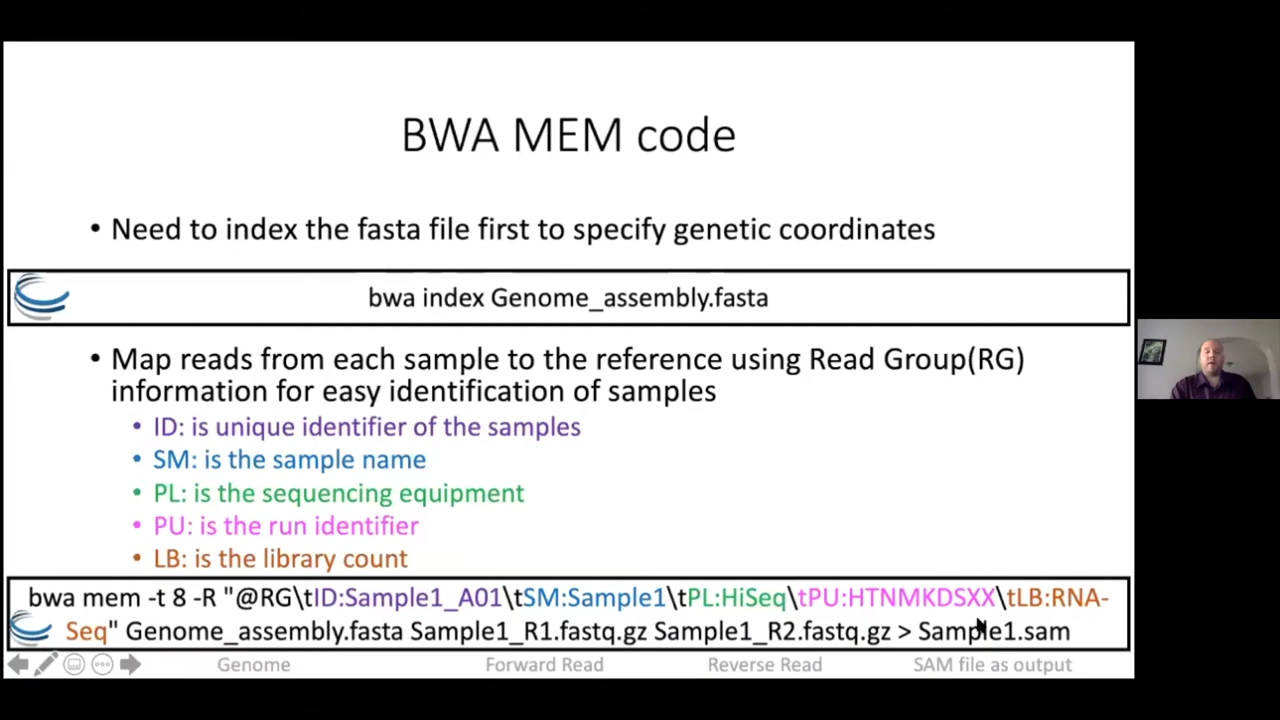 BWA MEM code
• Need to index the fasta file first to specify genetic coordinates
bwa index Genome_assembly.fasta
• Map reads from each sample to the reference using Read Group(RG)
information for easy identification of samples
• ID: is unique identifier of the samples
• SM: is the sample name
• PL: is the sequencing equipment
• PU: is the run identifier
• LB: is the library count
bwa mem -t 8 -R "@RG\tID:Sample1_A01\tSM:Sample1\tPL:HiSeq\tPU:HTNMKDSXX\tLB:RNA-
Seq" Genome_assembly.fasta Sample1_R1.fastq.gz Sample1_R2.fastq.gz > Sample1.sam
Genome Forward Read Reverse Read SAM file as output